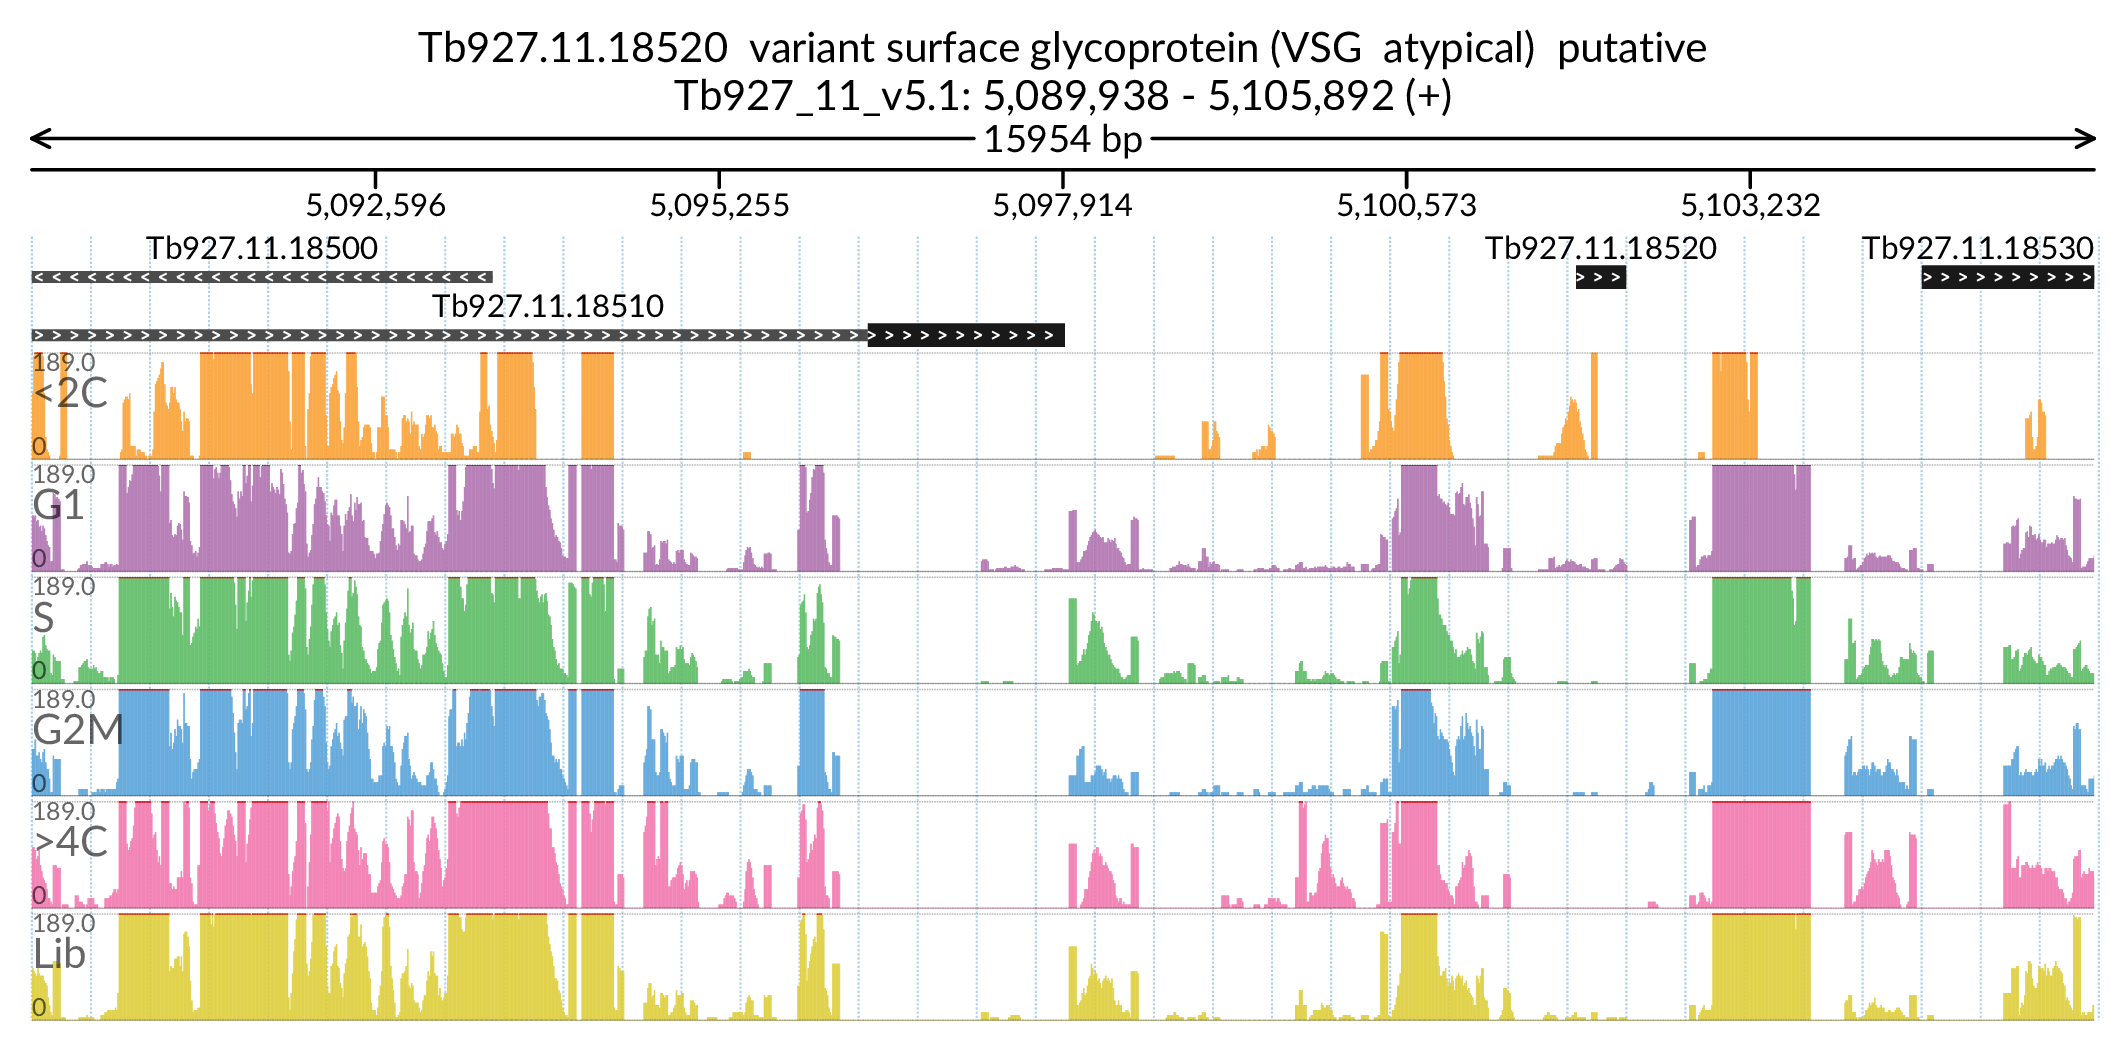 Tb927.11.18520  variant surface glycoprotein (VSG  atypical)  putative
Tb927_11_v5.1: 5,089,938 - 5,105,892 (+)
15954 bp
5,092,596 5,095,255 5,097,914 5,100,573 5,103,232
Tb927.11.18500 Tb927.11.18520 Tb927.11.18530
Tb927.11.18510
189.0
<2C
0
189.0
G1
0
189.0
S
0
189.0
G2M
0
189.0
>4C
0
189.0
Lib
0